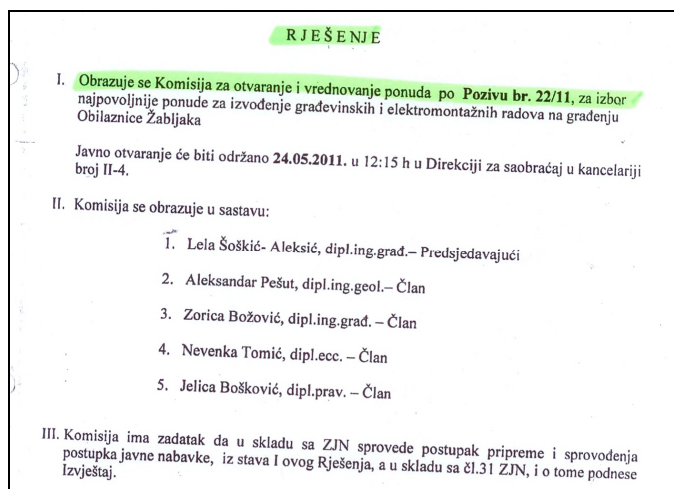 RJEŠENJE
I. Obrazuje se Komisija za otvaranje i vrednovanje ponuda po Pozivu br. 22/11, za izbor
najpovoljnije ponude za izvođenje građevinskih i elektromontažnih radova na građenju
Obilaznice Žabljaka
Javno otvaranje će biti održano 24.05.2011. u 12:15 h u Direkciji za saobraćaj u kancelariji
broj II-4.
II. Komisija se obrazuje u sastavu:
1. Lela Šoškić- Aleksić, dipl.ing.građ.– Predsjedavajući
2. Aleksandar Pešut, dipl.ing.geol.– Član
3. Zorica Božović, dipl.ing.građ. – Član
4. Nevenka Tomić, dipl.ecc. – Član
5. Jelica Bošković, dipl.prav. – Član
III. Komisija ima zadatak da u skladu sa ZJN sprovede postupak pripreme i sprovođenja
postupka javne nabavke, iz stava I ovog Rješenja, a u skladu sa čl.31 ZJN, i o tome podnese
Izvještaj.